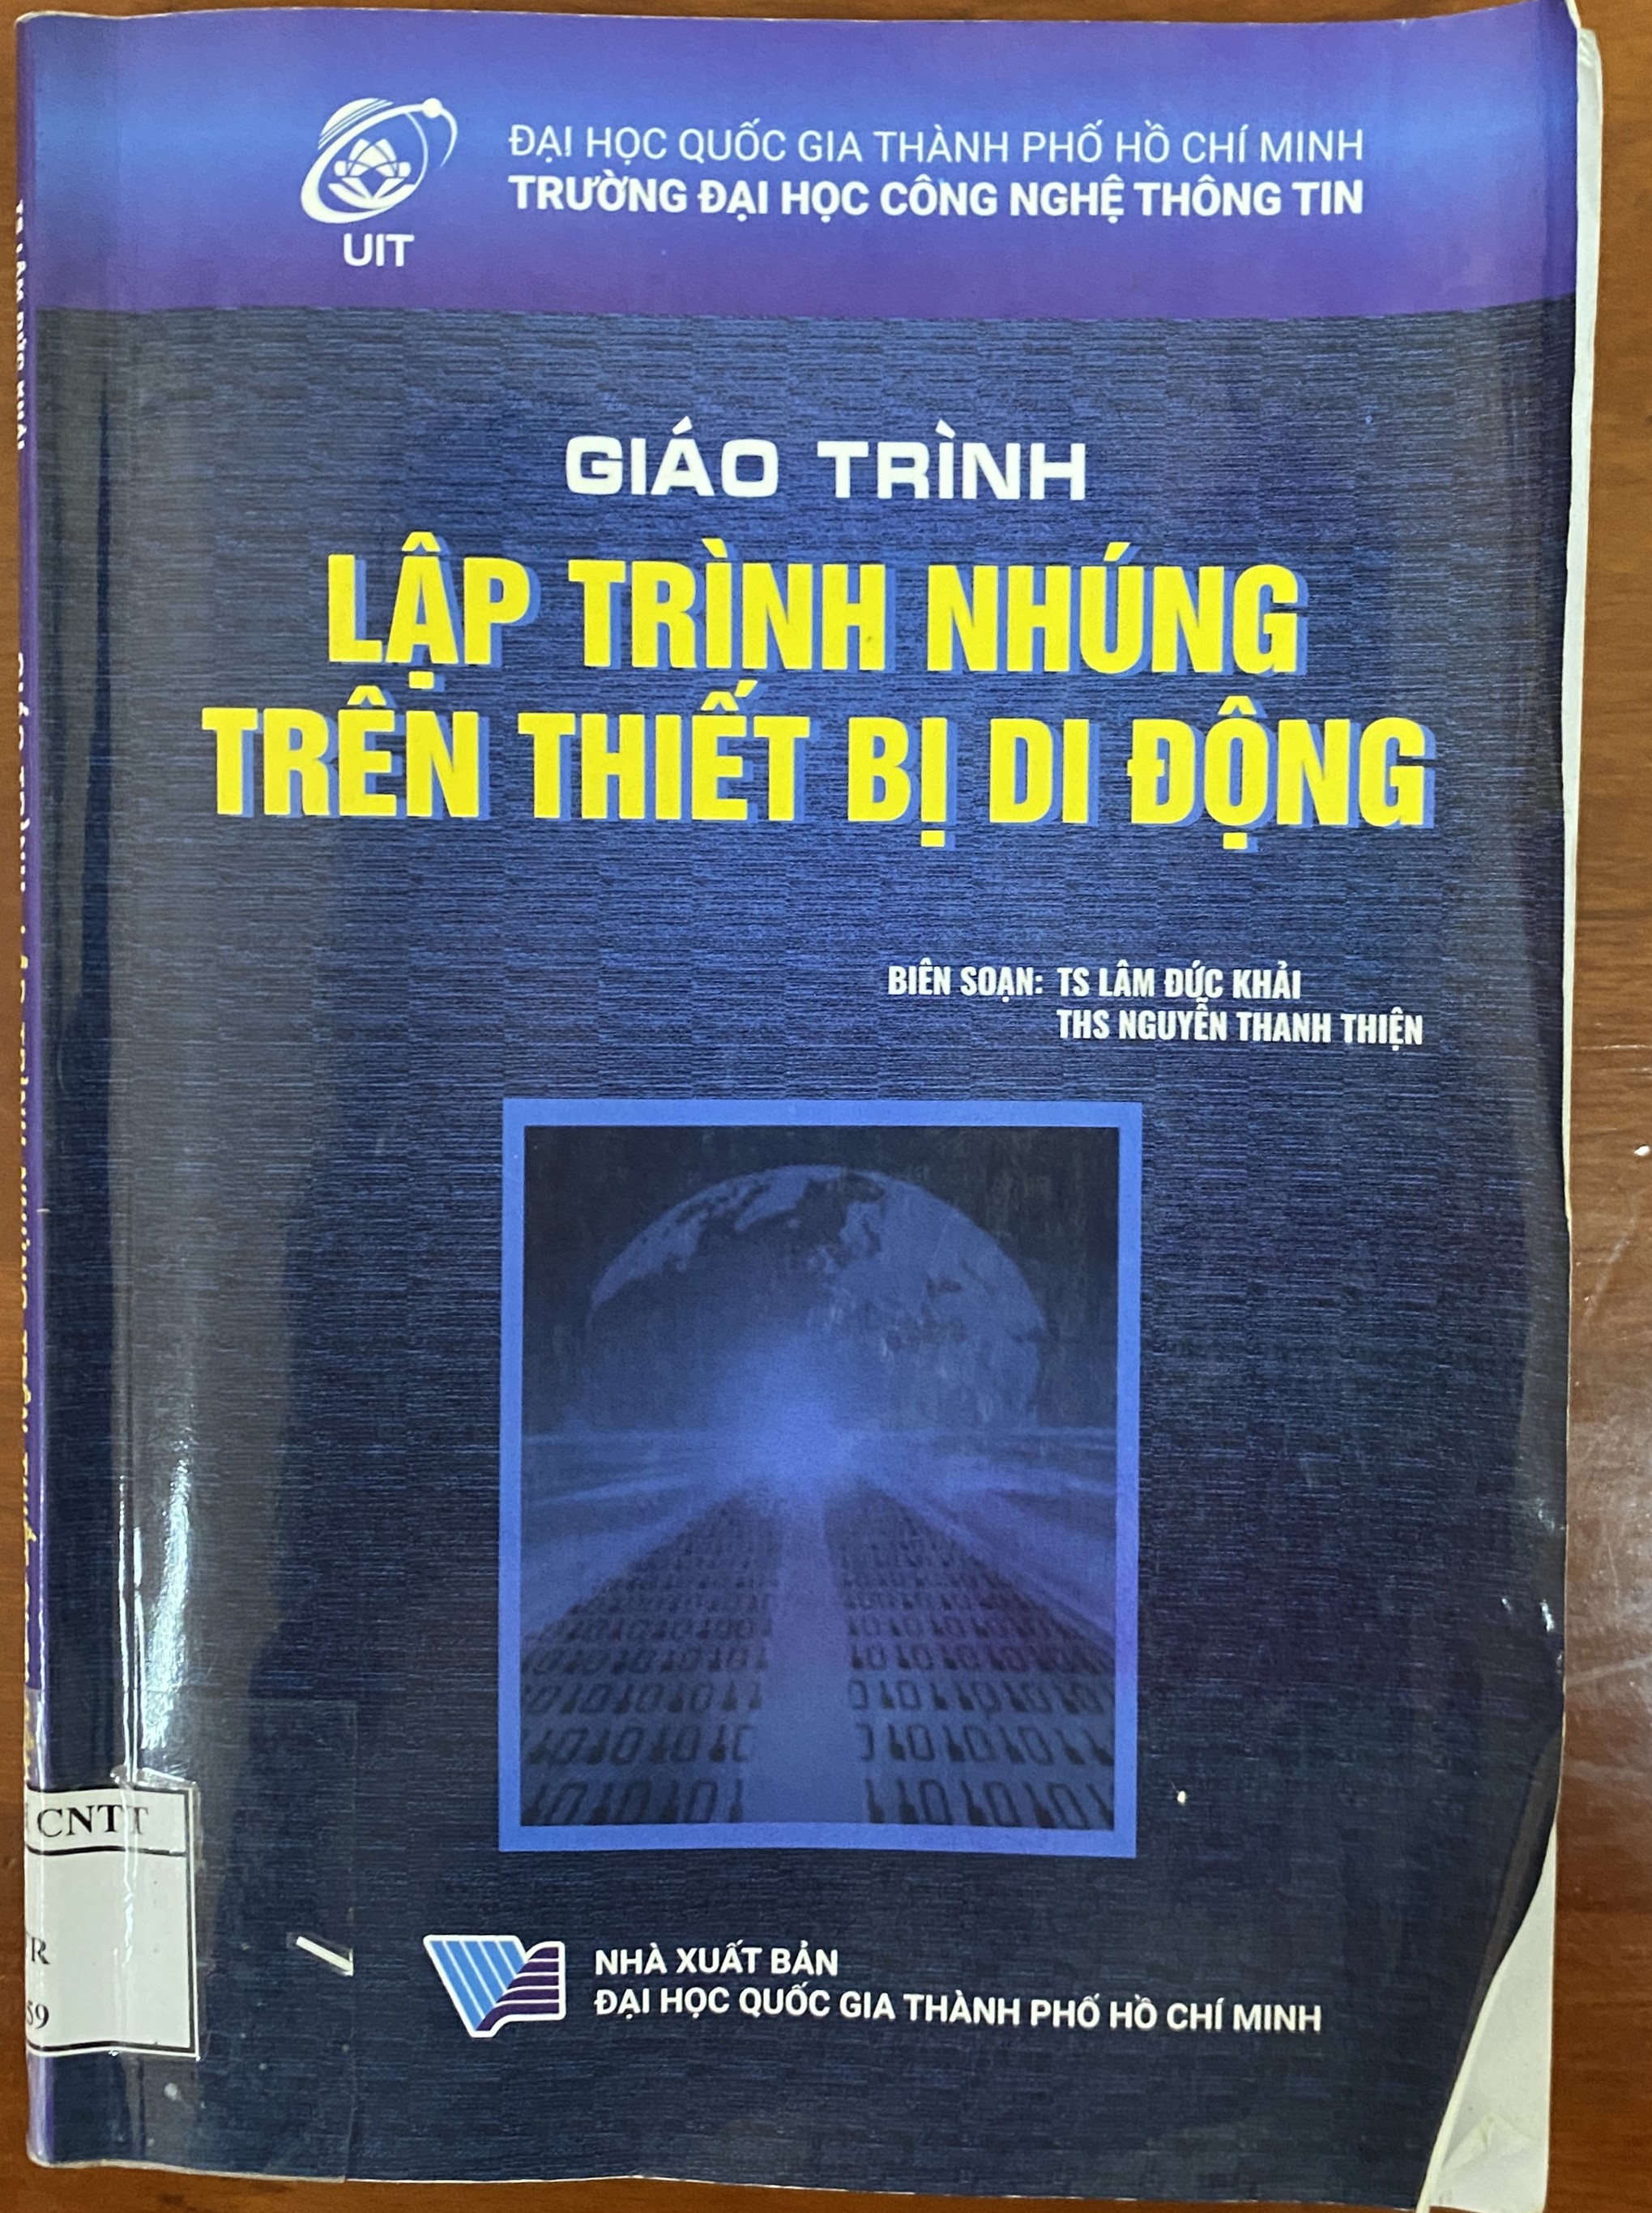 ĐẠI HỌC QUỐC GIA THÀNH PHỐ HỒ CHÍ MINH
TRƯỜNG ĐẠI HỌC CÔNG NGHỆ THÔNG TIN
UIT
GIÁO TRÌNH
LẬP TRÌNH NHÚNG
TRÊN THIẾT BỊ DI ĐỘNG
BIÊN SOẠN: TS LÂM ĐỨC KHẢI
THS NGUYỄN THANH THIỆN
CNTT
R
59
NHÀ XUẤT BẢN
ĐẠI HỌC QUỐC GIA THÀNH PHỐ HỒ CHÍ MINH